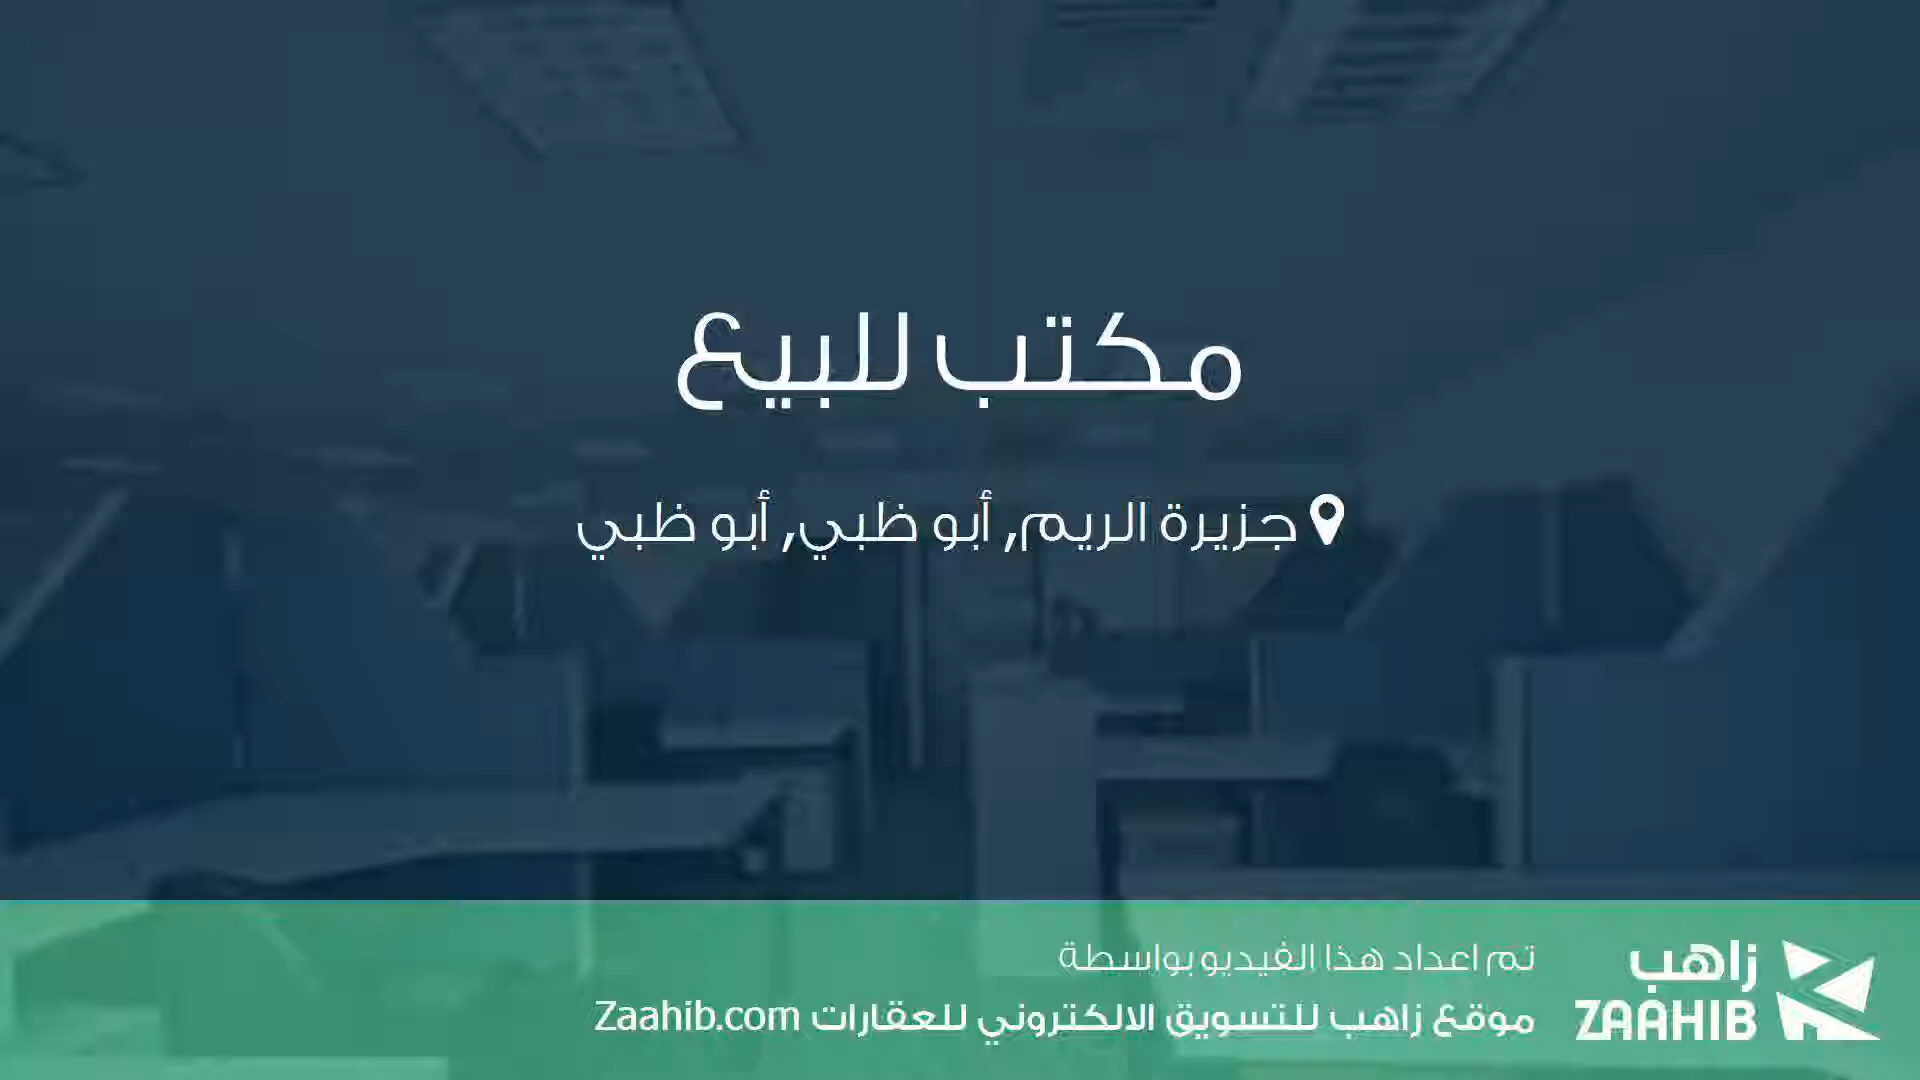 مكتب للبيع
جزيرة الريم, أبو ظبي, أبو ظبي
تم اعداد هذا الفيديو بواسطة
موقع زاهب للتسويق الالكتروني للعقارات Zaahib.com
زاهب
ZAAHIB